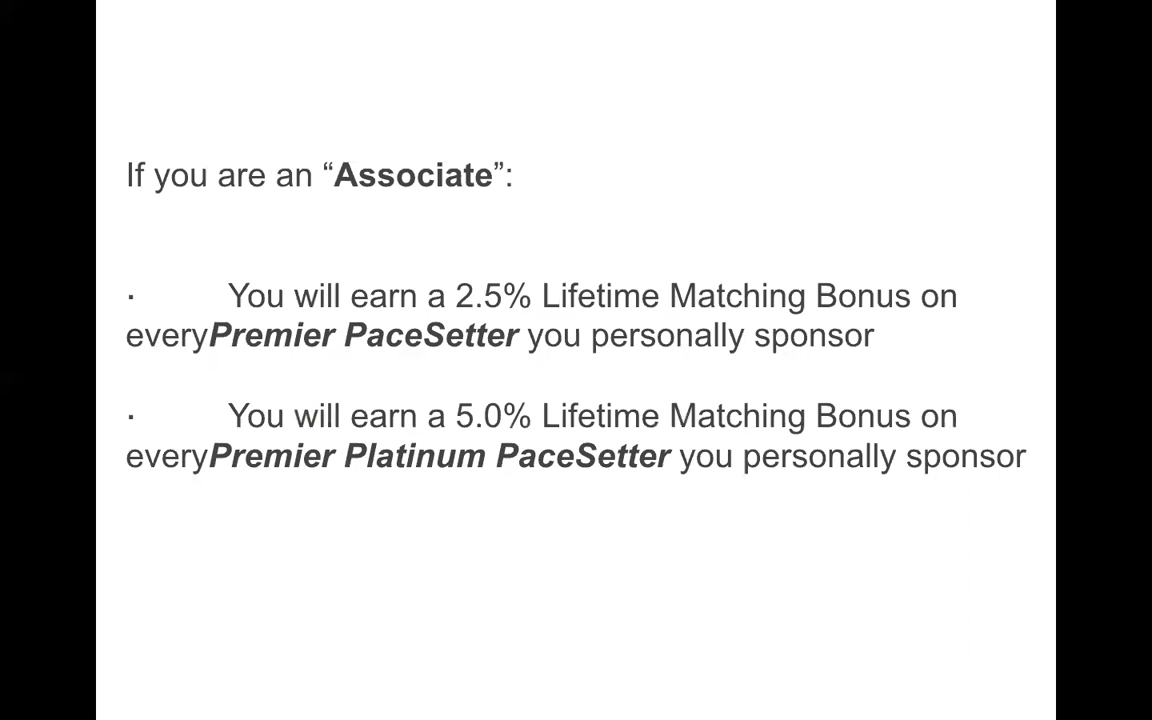 If you are an “Associate”:
· You will earn a 2.5% Lifetime Matching Bonus on
everyPremier PaceSetter you personally sponsor
· You will earn a 5.0% Lifetime Matching Bonus on
everyPremier Platinum PaceSetter you personally sponsor